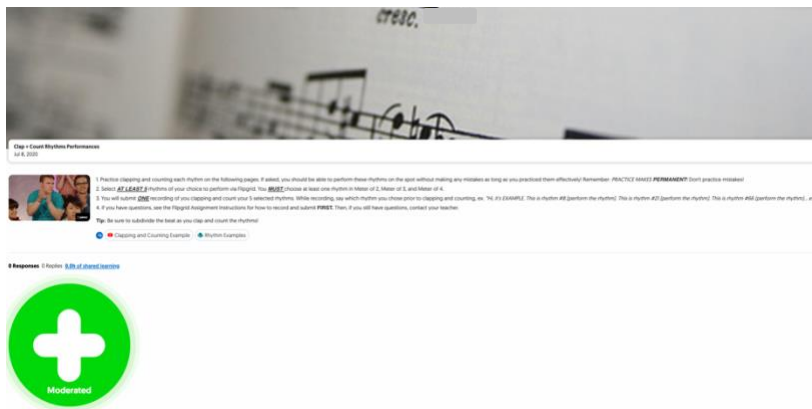 cresc.
Clap + Count Rhythms Performances
Jul 8, 2020
1. Practice clapping and counting each rhythm on the following pages. If asked, you should be able to perform these rhythms on the spot without making any mistakes as long as you practiced them effectively! Remember: PRACTICE MAKES PERMANENT! Don't practice mistakes!
2. Select AT LEAST 5 rhythms of your choice to perform via Flipgrid. You MUST choose at least one rhythm in Meter of 2, Meter of 3, and Meter of 4.
3. You will submit ONE recording of you clapping and count your 5 selected rhythms. While recording, say which rhythm you chose prior to clapping and counting, ex. "Hi, it's EXAMPLE. This is rhythm #8 [perform the rhythm]. This is rhythm #21 [perform the rhythm]. This is rhythm #65 [perform the rhythm]...
4. If you have questions, see the Flipgrid Assignment Instructions for how to record and submit FIRST. Then, if you still have questions, contact your teacher.
Tip: Be sure to subdivide the beat as you clap and count the rhythms!
Clapping and Counting Example Rhythm Examples
0 Responses 0 Replies 0.0h of shared learning
Moderated